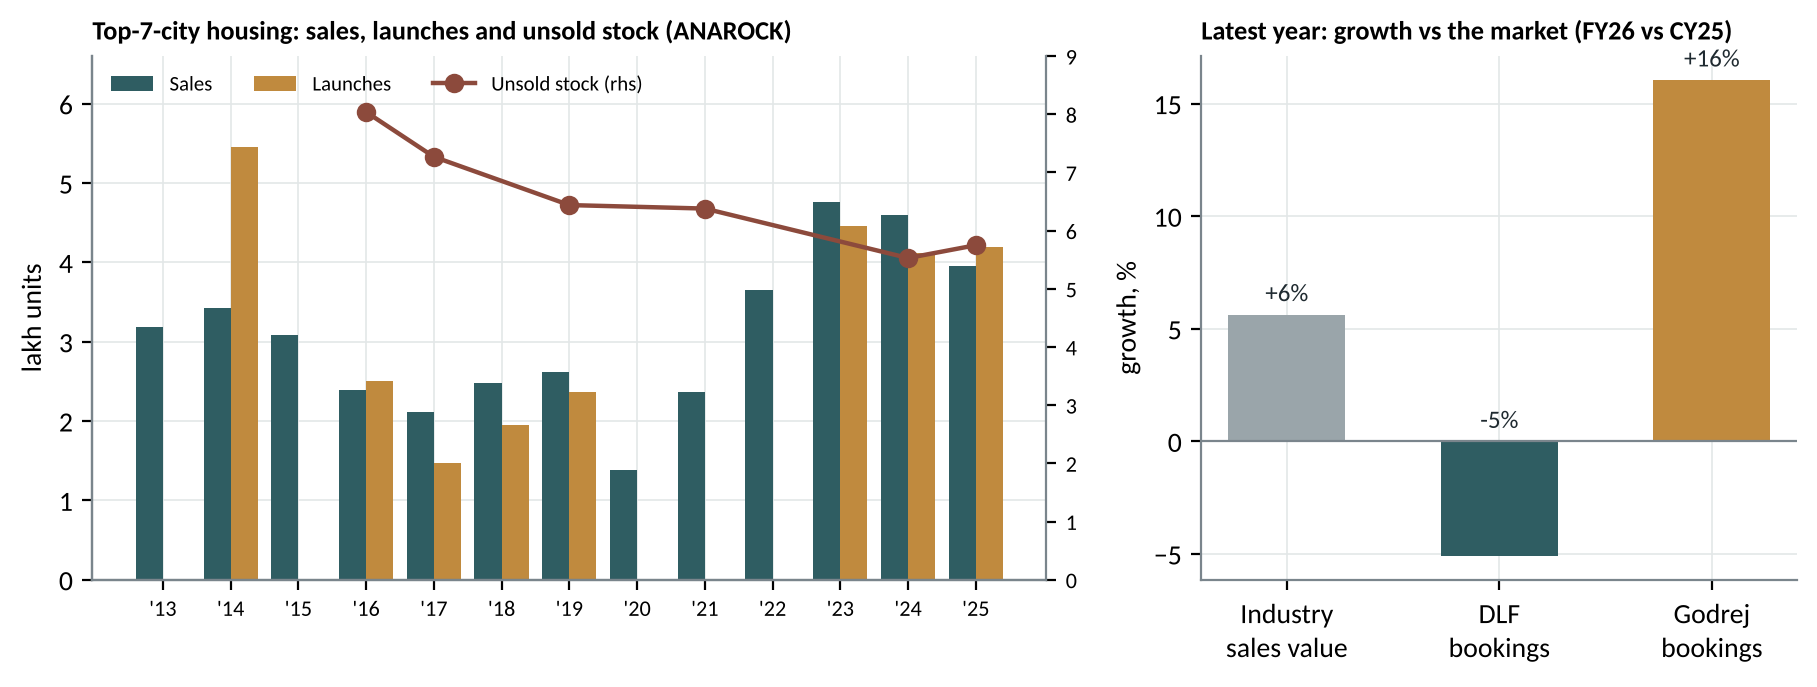 Top-7-city housing: sales, launches and unsold stock (ANAROCK)
Sales
Launches
Unsold stock (rhs)
lakh units
6
5
4
3
2
1
0
9
8
7
6
5
4
3
2
1
0
'13
'14
'15
'16
'17
'18
'19
'20
'21
'22
'23
'24
'25
Latest year: growth vs the market (FY26 vs CY25)
growth, %
15
10
5
0
−5
+6%
-5%
+16%
Industry
sales value
DLF
bookings
Godrej
bookings